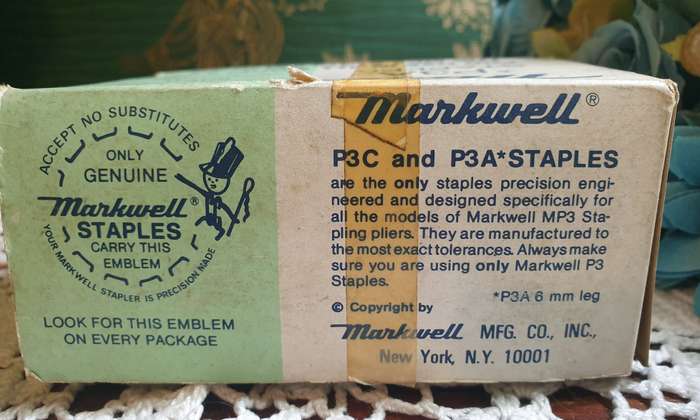 ACCEPT NO SUBSTITUTES
ONLY
GENUINE
Markwell®
STAPLES
CARRY THIS
EMBLEM
YOUR MARKWELL STAPLER IS PRECISION MADE
LOOK FOR THIS EMBLEM
ON EVERY PACKAGE
Markwell®
P3C and P3A*STAPLES
are the only staples precision engi-
neered and designed specifically for
all the models of Markwell MP3 Sta-
pling pliers. They are manufactured to
the most exact tolerances. Always make
sure you are using only Markwell P3
Staples.
*P3A 6 mm leg
© Copyright by
Markwell MFG. CO., INC.,
New York, N.Y. 10001